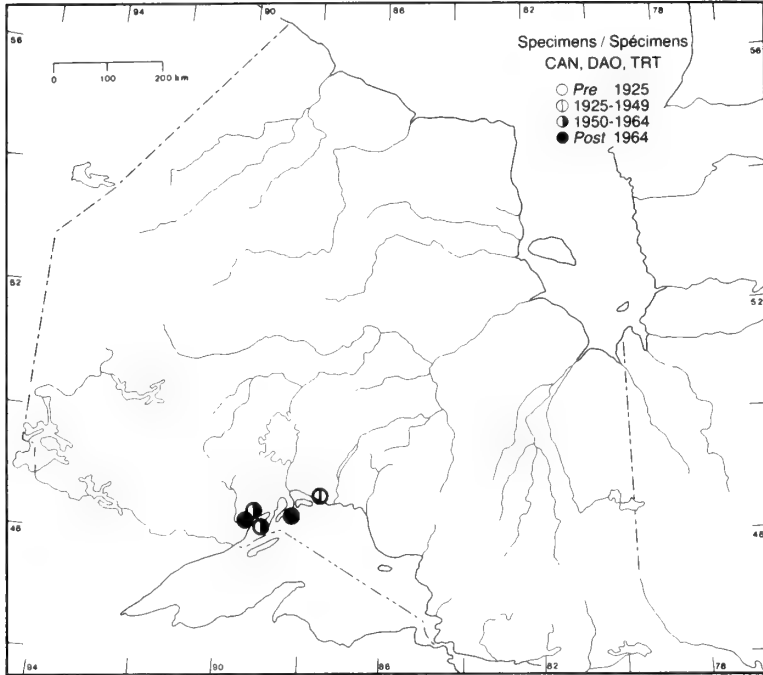 94 90 86 82 78
56 56
Specimens / Spécimens
CAN, DAO, TRT
Pre 1925
1925-1949
1950-1964
Post 1964
0 100 200 km
52 52
48 48
94 90 86 82 78